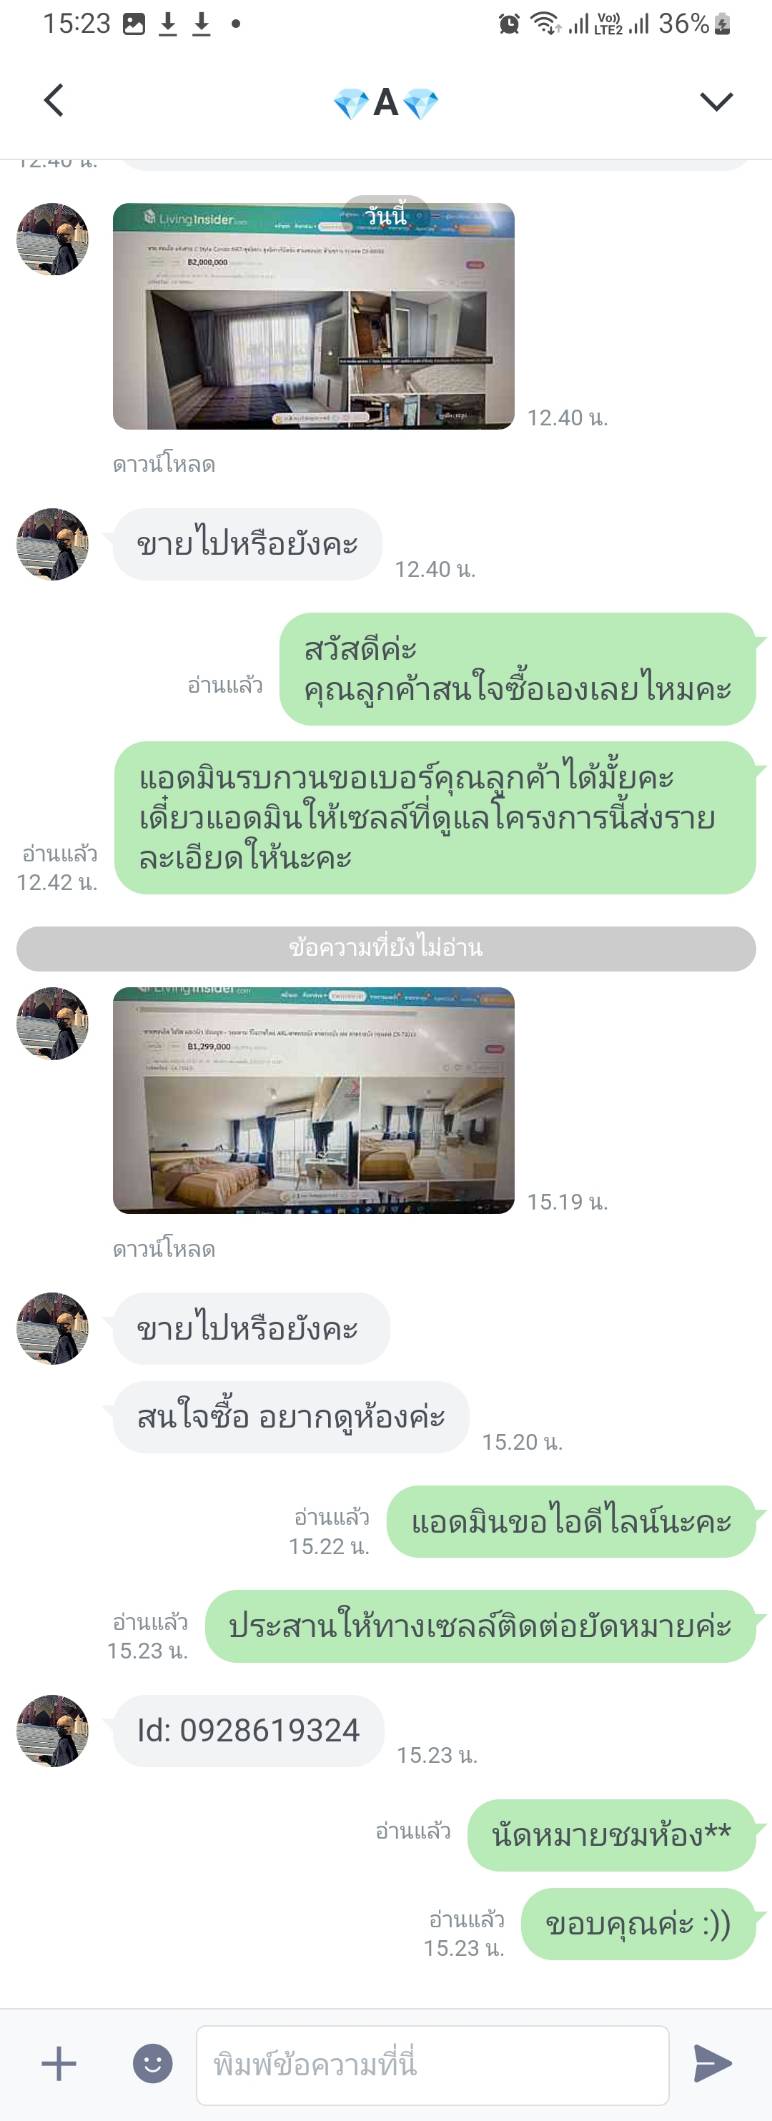 15:23
Vo))
LTE2
36%
💎A💎
12.40 น.
วันนี้
LivingInsider.com
฿2,000,000
12.40 น.
ดาวน์โหลด
ขายไปหรือยังคะ
12.40 น.
สวัสดีค่ะ
คุณลูกค้าสนใจซื้อเองเลยไหมคะ
อ่านแล้ว
แอดมินรบกวนขอเบอร์คุณลูกค้าได้มั้ยคะ
เดี๋ยวแอดมินให้เซลล์ที่ดูแลโครงการนี้ส่งราย
ละเอียดให้นะคะ
อ่านแล้ว
12.42 น.
ข้อความที่ยังไม่อ่าน
LivingInsider.com
฿1,299,000
15.19 น.
ดาวน์โหลด
ขายไปหรือยังคะ
สนใจซื้อ อยากดูห้องค่ะ
15.20 น.
แอดมินขอไอดีไลน์นะคะ
อ่านแล้ว
15.22 น.
ประสานให้ทางเซลล์ติดต่อยัดหมายค่ะ
อ่านแล้ว
15.23 น.
Id: 0928619324
15.23 น.
นัดหมายชมห้อง**
อ่านแล้ว
ขอบคุณค่ะ :))
อ่านแล้ว
15.23 น.
พิมพ์ข้อความที่นี่